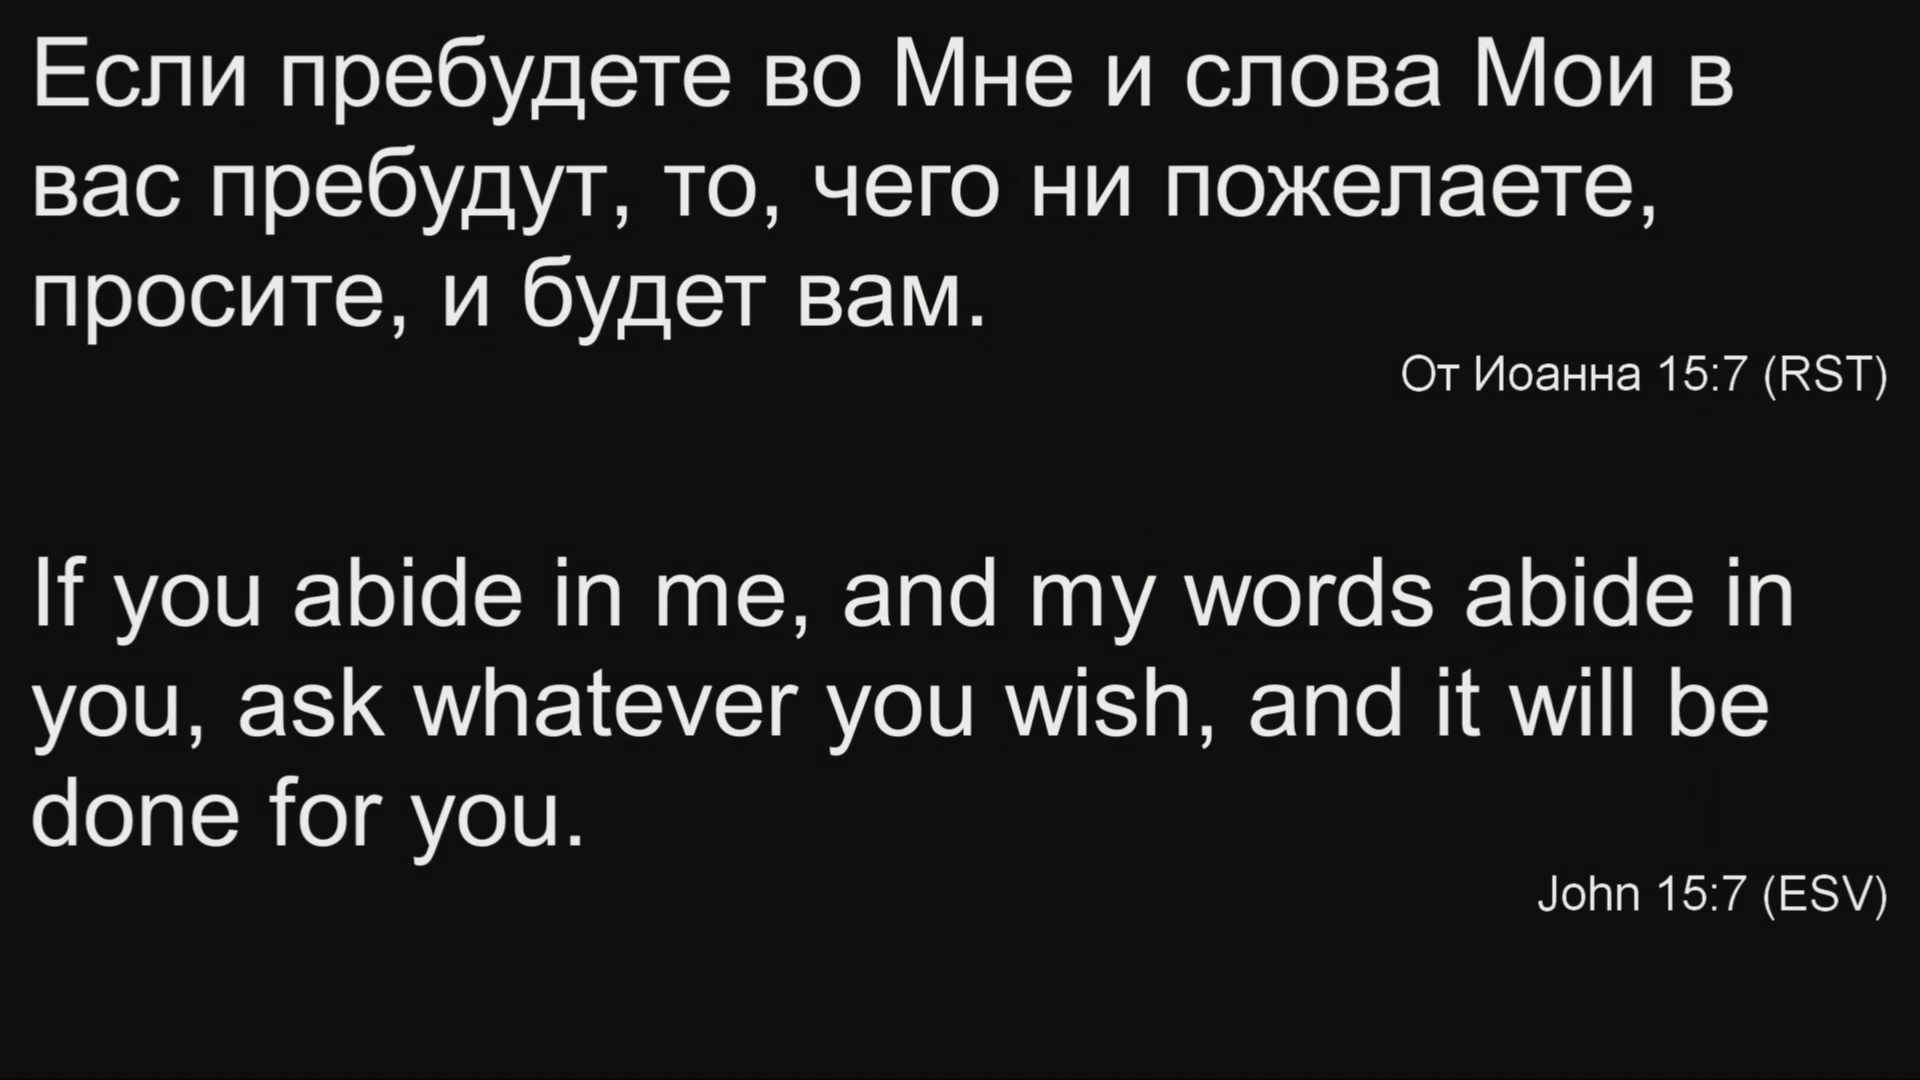 Если пребудете во Мне и слова Мои в
вас пребудут, то, чего ни пожелаете,
просите, и будет вам.
От Иоанна 15:7 (RST)
If you abide in me, and my words abide in
you, ask whatever you wish, and it will be
done for you.
John 15:7 (ESV)